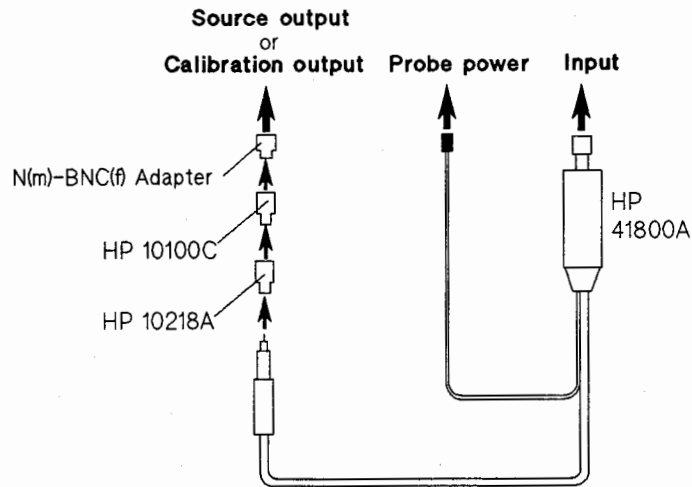 Source output
or
Calibration output
Probe power
Input
N(m)-BNC(f) Adapter
HP 10100C
HP 10218A
HP
41800A